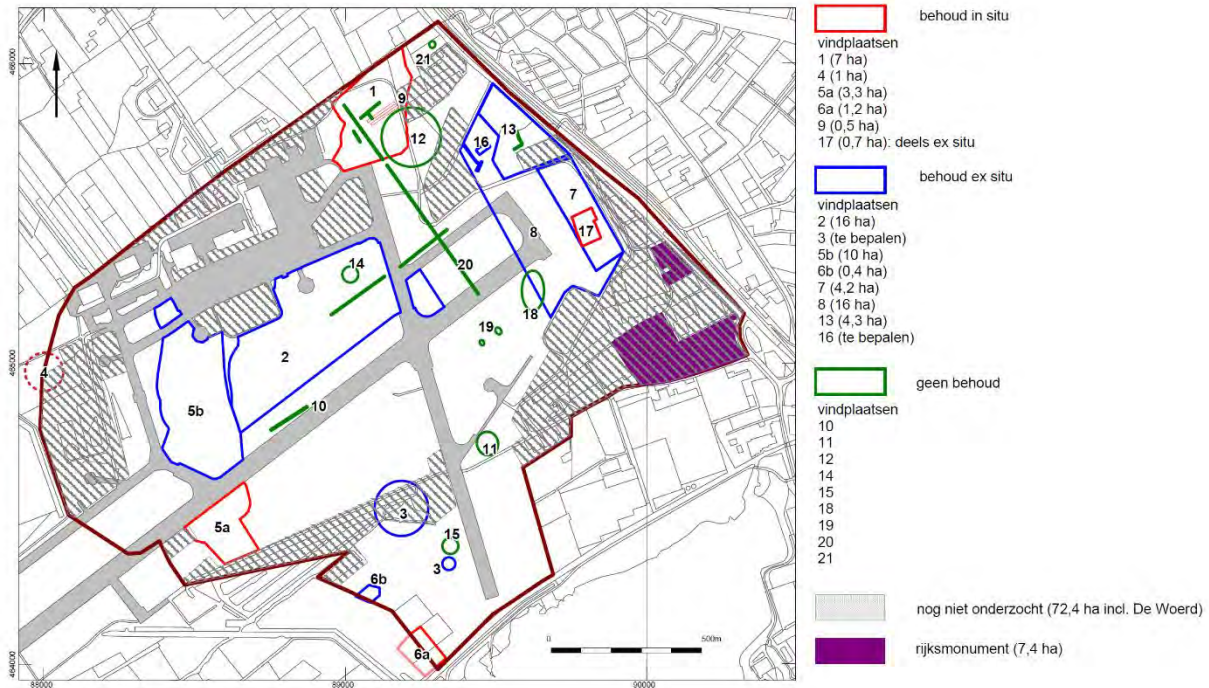 466000
465000
464000
88000
89000
90000
21
1
9
12
13
16
7
17
8
14
20
18
19
2
4
5b
10
11
5a
3
15
3
6b
6a
0
500m
behoud in situ
vindplaatsen
1 (7 ha)
4 (1 ha)
5a (3,3 ha)
6a (1,2 ha)
9 (0,5 ha)
17 (0,7 ha): deels ex situ
behoud ex situ
vindplaatsen
2 (16 ha)
3 (te bepalen)
5b (10 ha)
6b (0,4 ha)
7 (4,2 ha)
8 (16 ha)
13 (4,3 ha)
16 (te bepalen)
geen behoud
vindplaatsen
10
11
12
14
15
18
19
20
21
nog niet onderzocht (72,4 ha incl. De Woerd)
rijksmonument (7,4 ha)